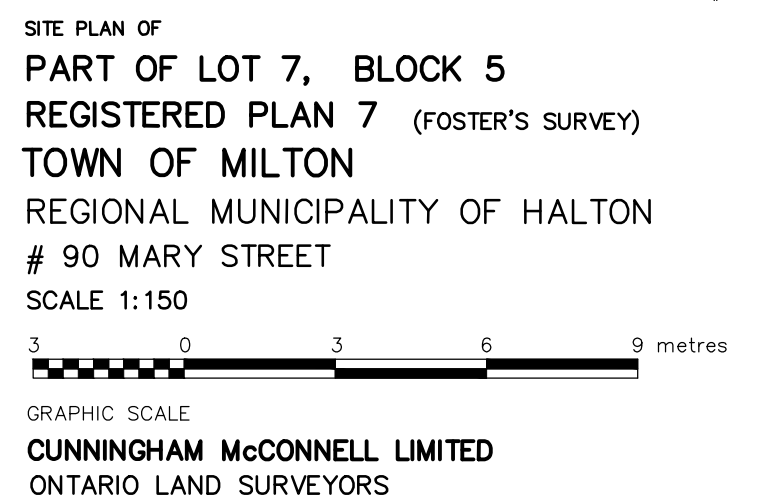 SITE PLAN OF
PART OF LOT 7, BLOCK 5
REGISTERED PLAN 7 (FOSTER'S SURVEY)
TOWN OF MILTON
REGIONAL MUNICIPALITY OF HALTON
# 90 MARY STREET
SCALE 1:150
3 0 3 6 9 metres
GRAPHIC SCALE
CUNNINGHAM McCONNELL LIMITED
ONTARIO LAND SURVEYORS